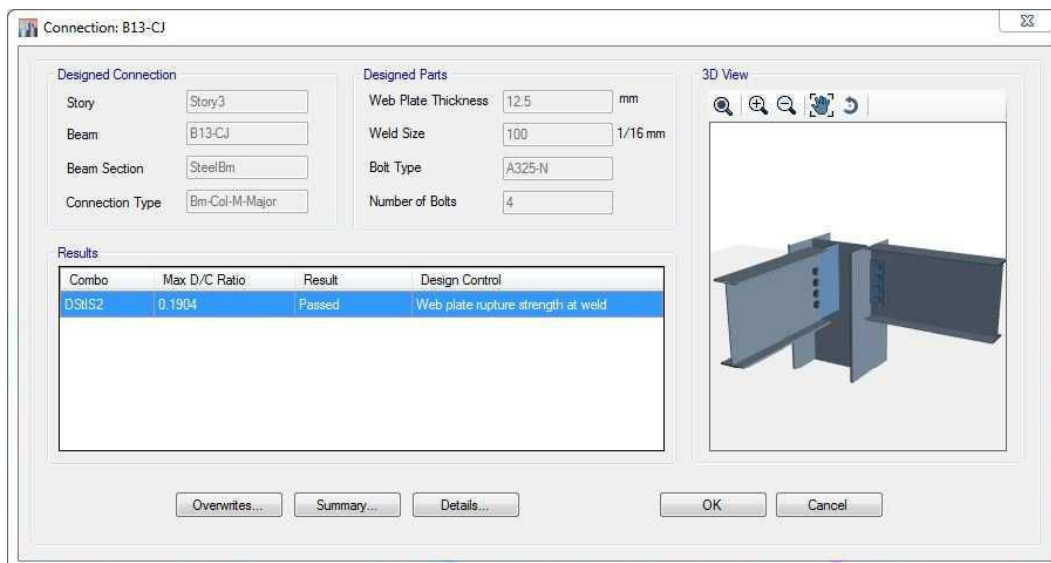 Connection: B13-CJ
Designed Connection
Story Story3
Beam B13-CJ
Beam Section SteelBm
Connection Type Bm-Col-M-Major
Designed Parts
Web Plate Thickness 12.5 mm
Weld Size 100 1/16 mm
Bolt Type A325-N
Number of Bolts 4
3D View
Results
Combo Max D/C Ratio Result Design Control
DStlS2 0.1904 Passed Web plate rupture strength at weld
Overwrites... Summary... Details... OK Cancel